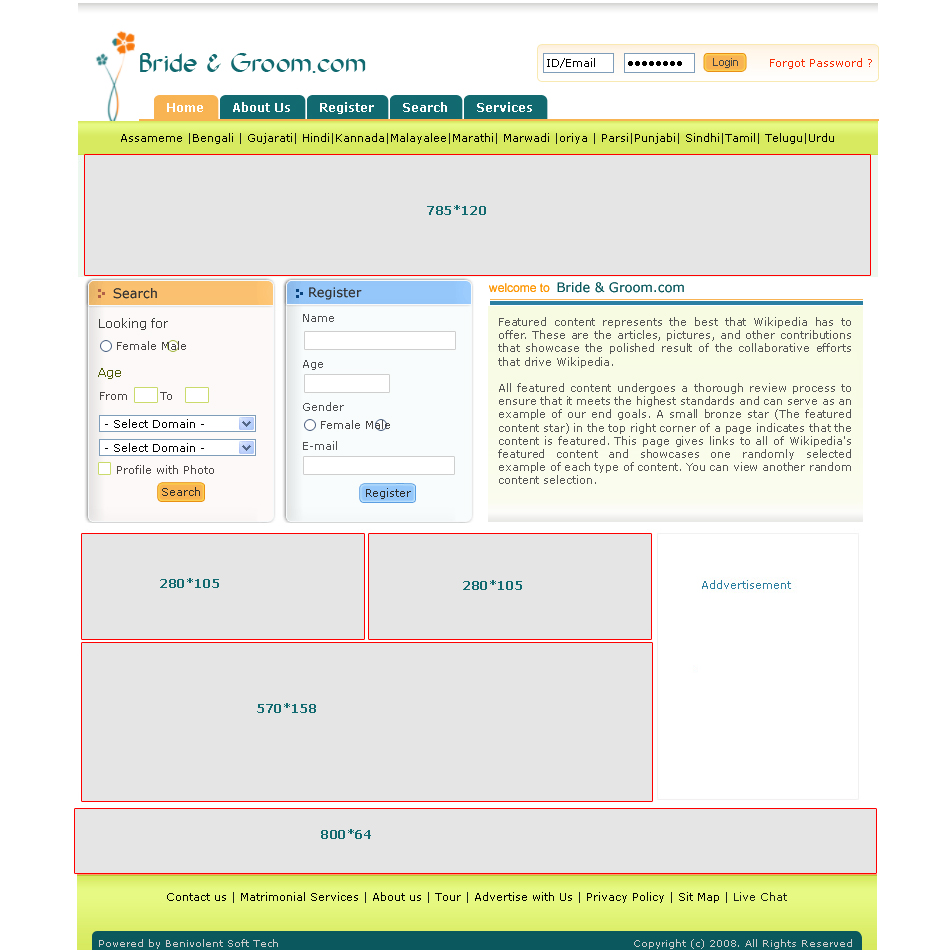 Bride & Groom.com
ID/Email
Login
Forgot Password ?
Home
About Us
Register
Search
Services
Assameme |Bengali | Gujarati| Hindi|Kannada|Malayalee|Marathi| Marwadi |oriya | Parsi|Punjabi| Sindhi|Tamil| Telugu|Urdu
785*120
Search
Looking for
Female Male
Age
From To
- Select Domain -
- Select Domain -
Profile with Photo
Search
Register
Name
Age
Gender
Female Male
E-mail
Register
welcome to Bride & Groom.com
Featured content represents the best that Wikipedia has to
offer. These are the articles, pictures, and other contributions
that showcase the polished result of the collaborative efforts
that drive Wikipedia.
All featured content undergoes a thorough review process to
ensure that it meets the highest standards and can serve as an
example of our end goals. A small bronze star (The featured
content star) in the top right corner of a page indicates that the
content is featured. This page gives links to all of Wikipedia's
featured content and showcases one randomly selected
example of each type of content. You can view another random
content selection.
280*105
280*105
Addvertisement
570*158
800*64
Contact us | Matrimonial Services | About us | Tour | Advertise with Us | Privacy Policy | Sit Map | Live Chat
Powered by Benivolent Soft Tech
Copyright (c) 2008. All Rights Reserved